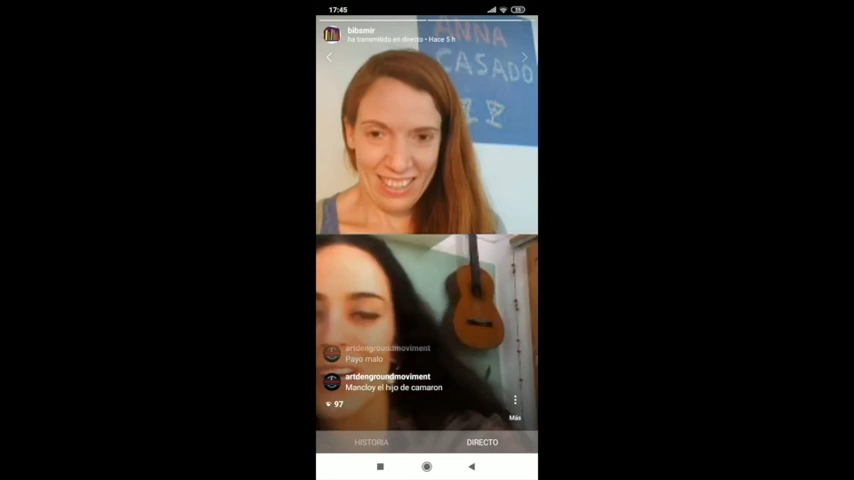 17:45
bibsmir
ha transmitido en directo • Hace 5 h
ANNA
CASADO
artdengroundmoviment
Payo malo
artdengroundmoviment
Mancloy el hijo de camaron
97
Más
HISTORIA
DIRECTO